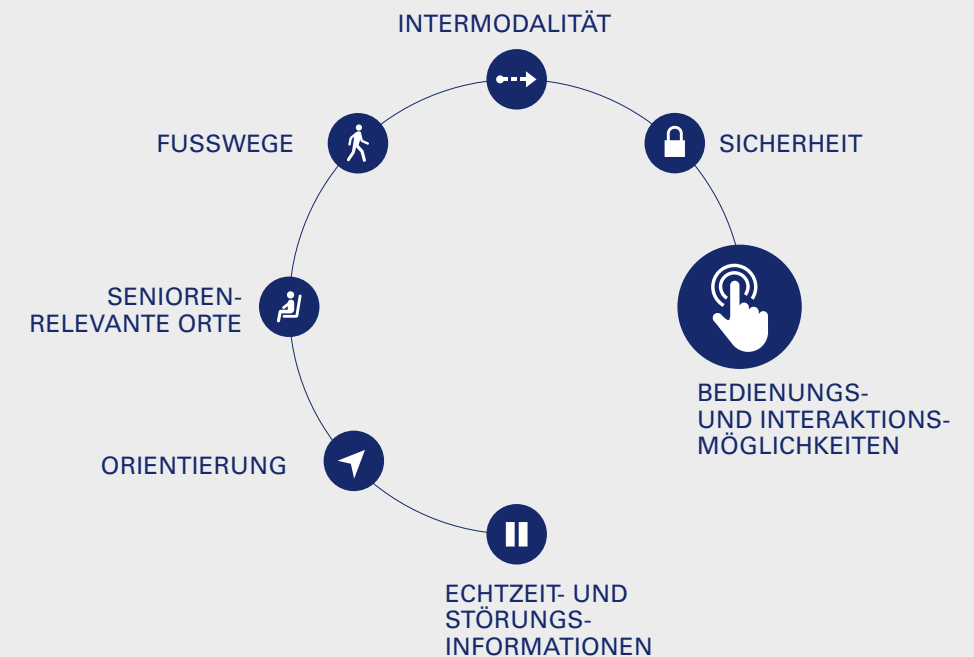 INTERMODALITÄT
FUSSWEGE
SICHERHEIT
SENIOREN-
RELEVANTE ORTE
BEDIENUNGS-
UND INTERAKTIONS-
MÖGLICHKEITEN
ORIENTIERUNG
ECHTZEIT- UND
STÖRUNGS-
INFORMATIONEN